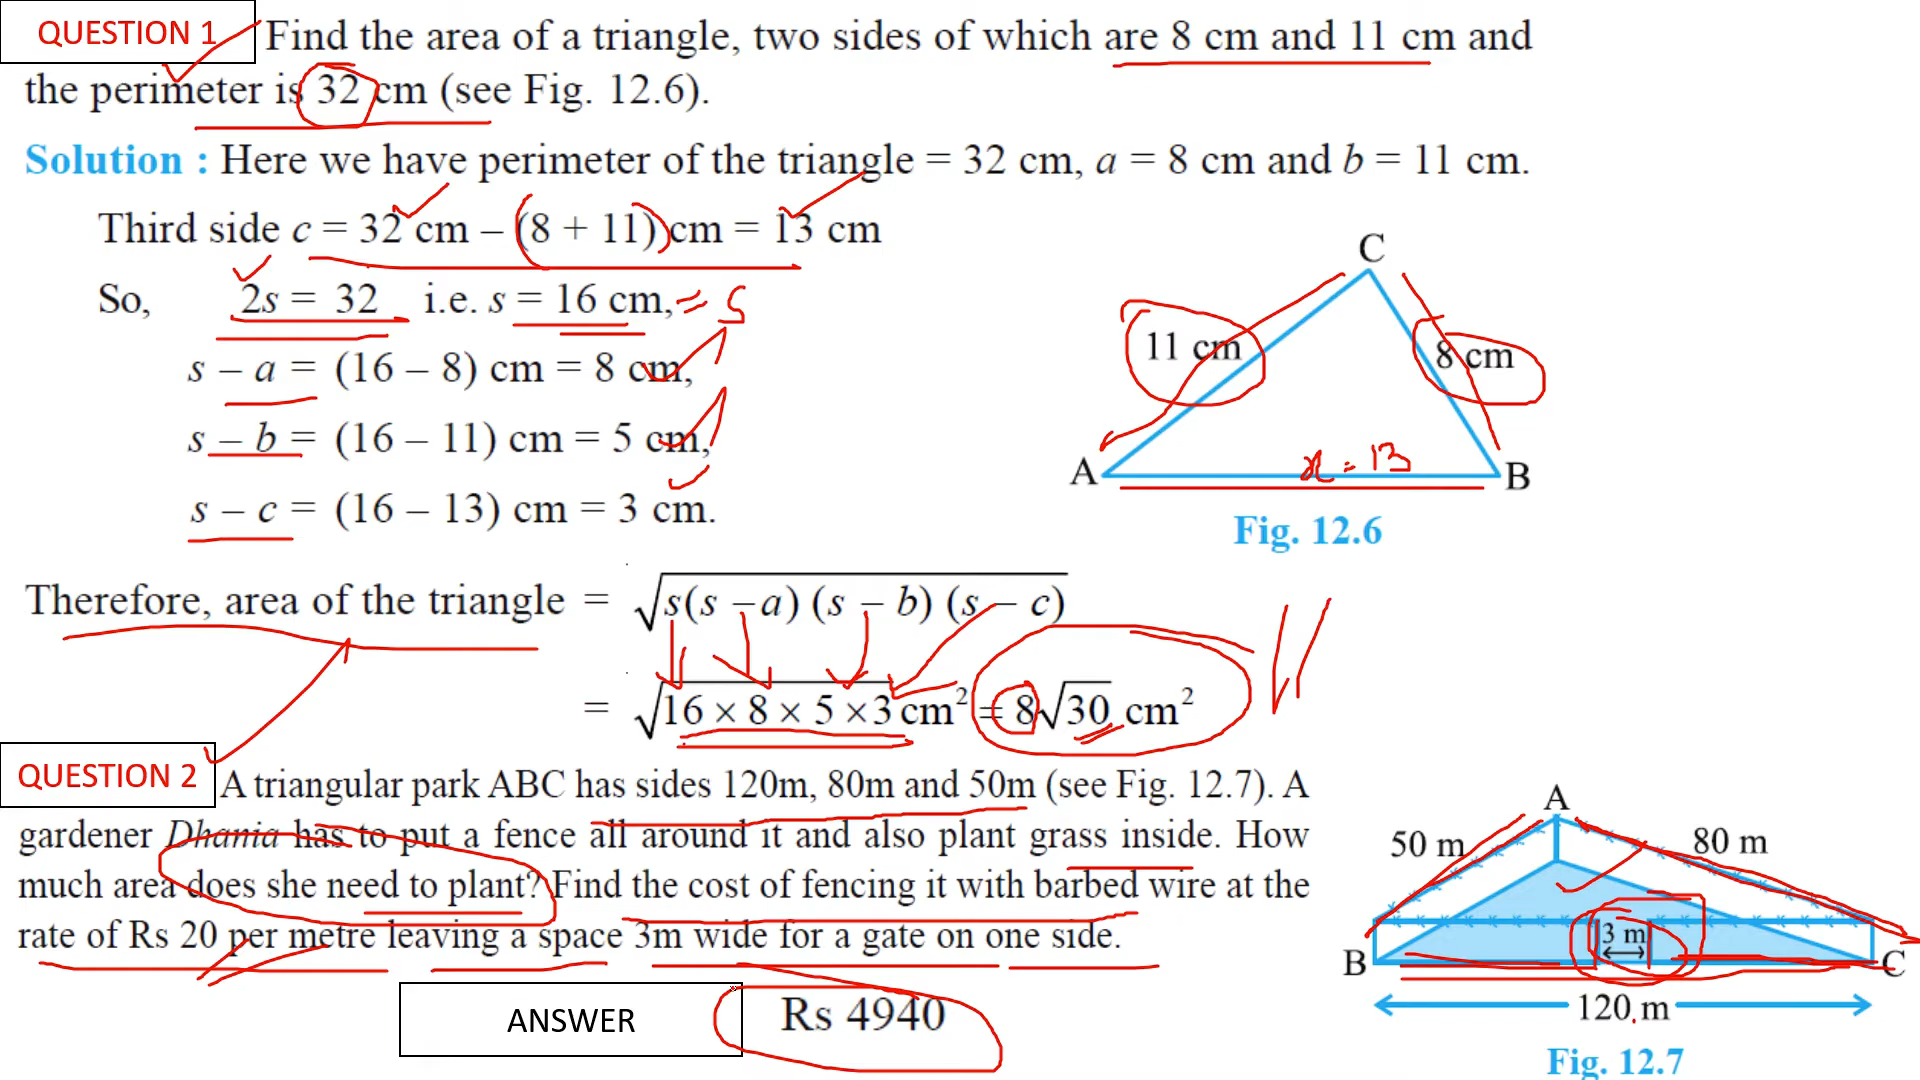 QUESTION 1 Find the area of a triangle, two sides of which are 8 cm and 11 cm and
the perimeter is 32 cm (see Fig. 12.6).
Solution : Here we have perimeter of the triangle = 32 cm, a = 8 cm and b = 11 cm.
Third side c = 32 cm – (8 + 11) cm = 13 cm
So, 2s = 32 i.e. s = 16 cm, = S
s – a = (16 – 8) cm = 8 cm,
s – b = (16 – 11) cm = 5 cm,
s – c = (16 – 13) cm = 3 cm.
C
11 cm
8 cm
x = 13
A
B
Fig. 12.6
Therefore, area of the triangle = √s(s – a) (s – b) (s – c)
= √16 × 8 × 5 × 3 cm² = 8√30 cm²
QUESTION 2 A triangular park ABC has sides 120m, 80m and 50m (see Fig. 12.7). A
gardener Dhania has to put a fence all around it and also plant grass inside. How
much area does she need to plant? Find the cost of fencing it with barbed wire at the
rate of Rs 20 per metre leaving a space 3m wide for a gate on one side.
ANSWER Rs 4940
A
50 m
80 m
3 m
B
C
120 m
Fig. 12.7